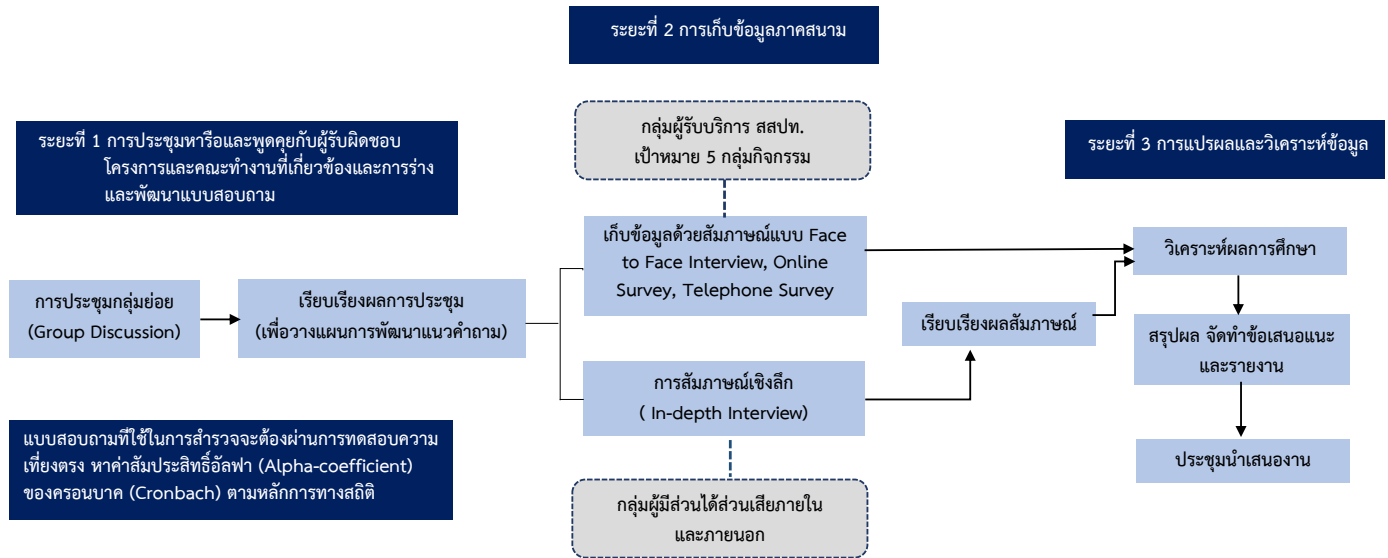 ระยะที่ 2 การเก็บข้อมูลภาคสนาม
ระยะที่ 1 การประชุมหารือและพูดคุยกับผู้รับผิดชอบ
โครงการและคณะทำงานที่เกี่ยวข้องและการร่าง
และพัฒนาแบบสอบถาม
กลุ่มผู้รับบริการ สสปท.
เป้าหมาย 5 กลุ่มกิจกรรม
ระยะที่ 3 การแปรผลและวิเคราะห์ข้อมูล
การประชุมกลุ่มย่อย
(Group Discussion)
เรียบเรียงผลการประชุม
(เพื่อวางแผนการพัฒนาแนวคำถาม)
เก็บข้อมูลด้วยสัมภาษณ์แบบ Face
to Face Interview, Online
Survey, Telephone Survey
การสัมภาษณ์เชิงลึก
( In-depth Interview)
เรียบเรียงผลสัมภาษณ์
วิเคราะห์ผลการศึกษา
สรุปผล จัดทำข้อเสนอแนะ
และรายงาน
ประชุมนำเสนองาน
แบบสอบถามที่ใช้ในการสำรวจจะต้องผ่านการทดสอบความ
เที่ยงตรง หาค่าสัมประสิทธิ์อัลฟา (Alpha-coefficient)
ของครอนบาค (Cronbach) ตามหลักการทางสถิติ
กลุ่มผู้มีส่วนได้ส่วนเสียภายใน
และภายนอก